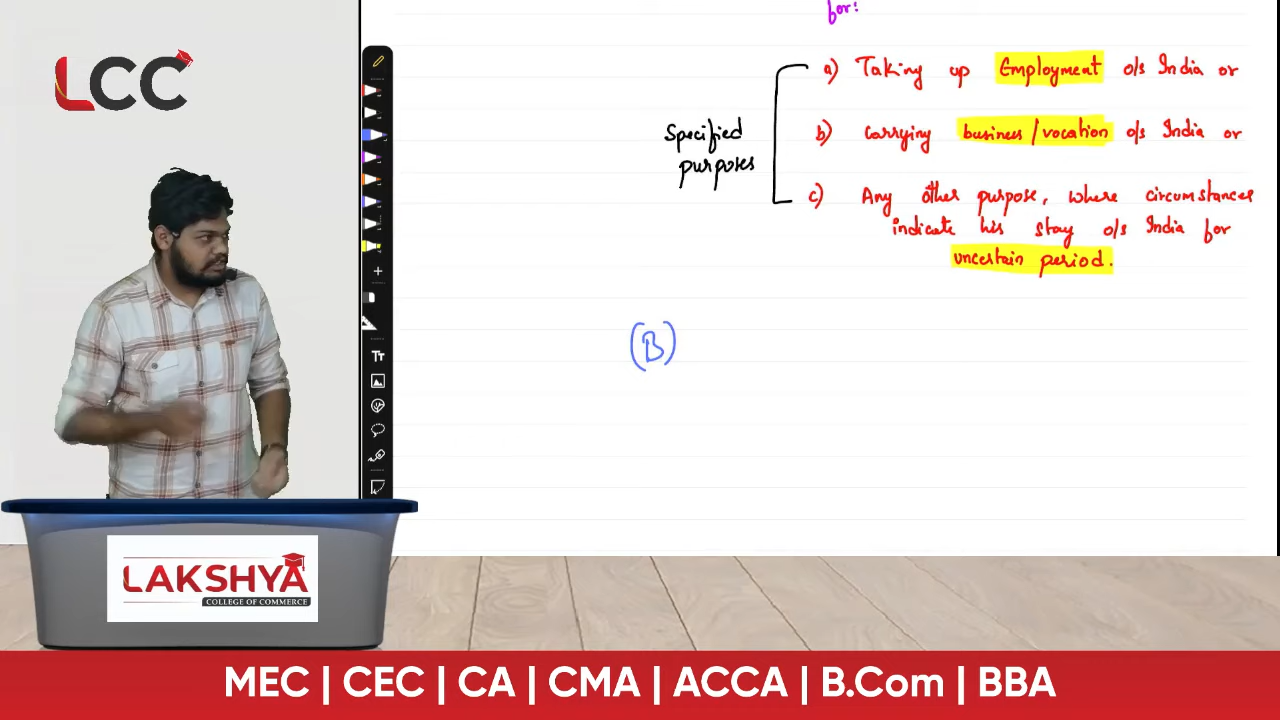 for:
LCC
a) Taking up Employment o/s India or
Specified
purposes
b) carrying business/vocation o/s India or
c) Any other purpose, where circumstances
indicate his stay o/s India for
uncertain period.
(B)
TT
LAKSHYA
COLLEGE OF COMMERCE
MEC | CEC | CA | CMA | ACCA | B.Com | BBA